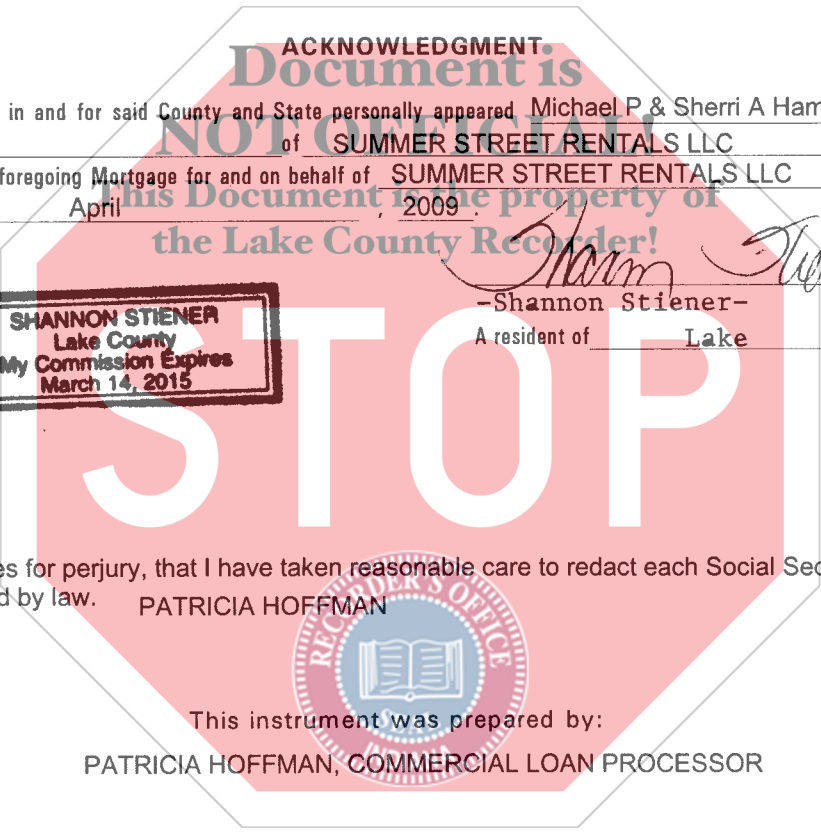 ACKNOWLEDGMENT
Document is
in and for said County and State personally appeared Michael P & Sherri A Ham
NOT OFFICIAL!
of SUMMER STREET RENTALS LLC
foregoing Mortgage for and on behalf of SUMMER STREET RENTALS LLC
This Document is the property of
April , 2009 .
the Lake County Recorder!
-Shannon Stiener-
A resident of Lake
SHANNON STIENER
Lake County
My Commission Expires
March 14, 2015
STOP
es for perjury, that I have taken reasonable care to redact each Social Sec
d by law. PATRICIA HOFFMAN
RECORDER'S OFFICE
SEAL
INDIANA
This instrument was prepared by:
PATRICIA HOFFMAN, COMMERCIAL LOAN PROCESSOR